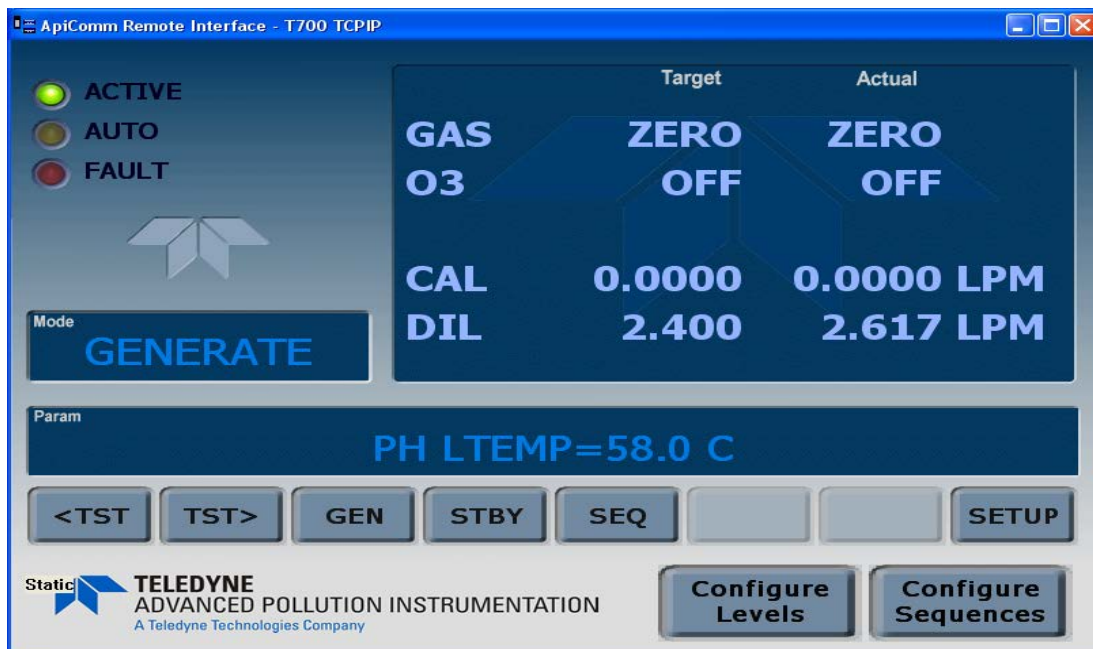 ApiComm Remote Interface - T700 TCPIP
ACTIVE
AUTO
FAULT
Target Actual
GAS ZERO ZERO
O3 OFF OFF
CAL 0.0000 0.0000 LPM
DIL 2.400 2.617 LPM
Mode
GENERATE
Param
PH LTEMP=58.0 C
<TST TST> GEN STBY SEQ SETUP
Static
TELEDYNE
ADVANCED POLLUTION INSTRUMENTATION
A Teledyne Technologies Company
Configure
Levels
Configure
Sequences